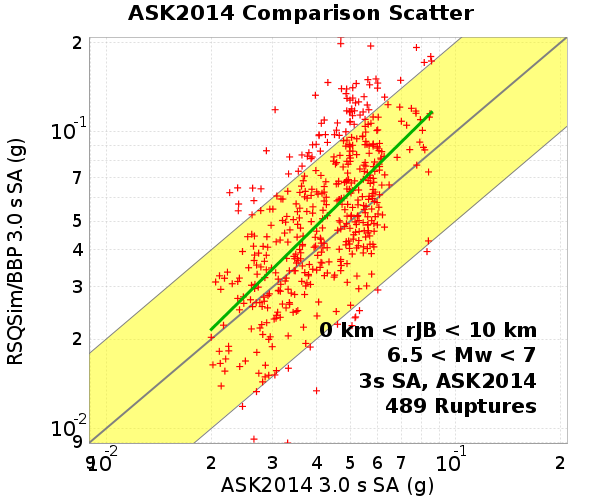 ASK2014 Comparison Scatter
RSQSim/BBP 3.0 s SA (g)
2
10-1
7
5
4
3
2
10-2
9
0 km < rJB < 10 km
6.5 < Mw < 7
3s SA, ASK2014
489 Ruptures
9 10-2 2 3 4 5 6 7 10-1 2
ASK2014 3.0 s SA (g)